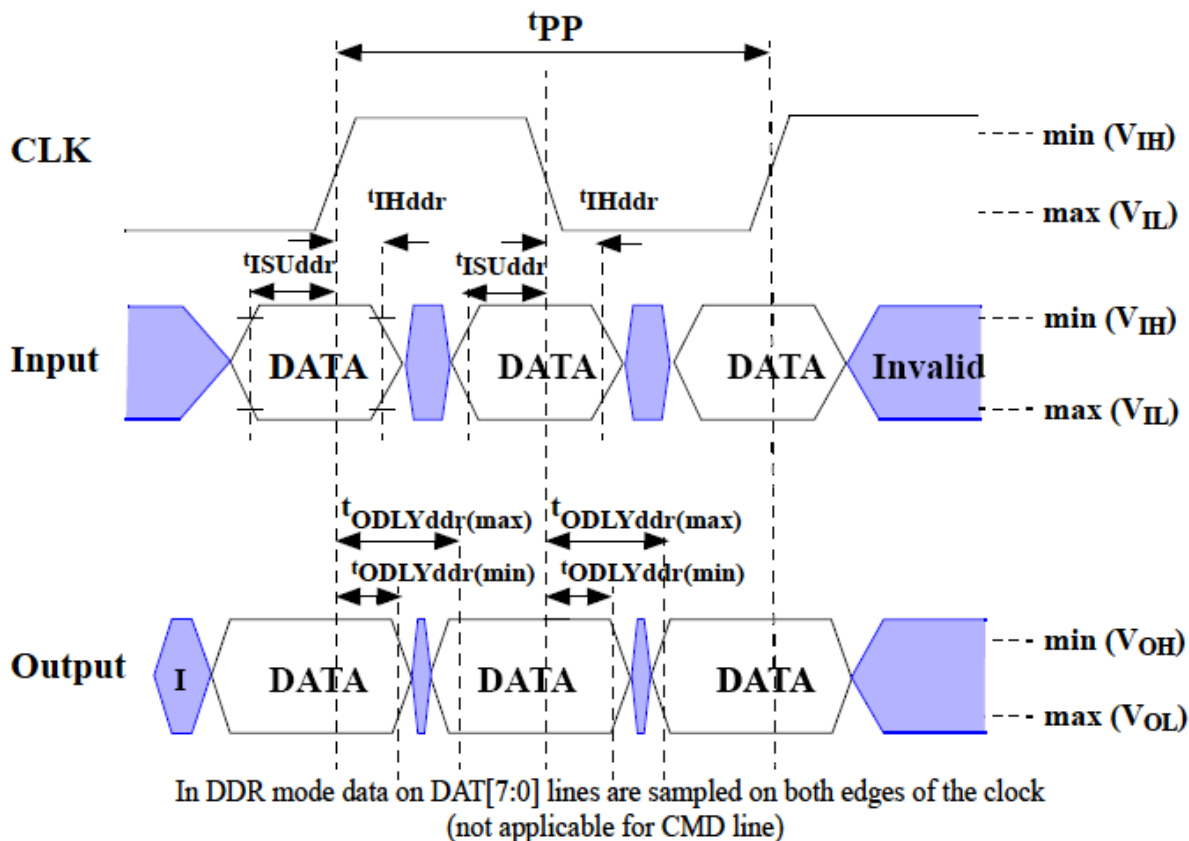 tPP
CLK
min (VIH)
tIHddr
tIHddr
max (VIL)
tISUddr
tISUddr
min (VIH)
Input
DATA
DATA
DATA
Invalid
max (VIL)
tODLYddr(max)
tODLYddr(max)
tODLYddr(min)
tODLYddr(min)
min (VOH)
Output
I
DATA
DATA
DATA
max (VOL)
In DDR mode data on DAT[7:0] lines are sampled on both edges of the clock
(not applicable for CMD line)